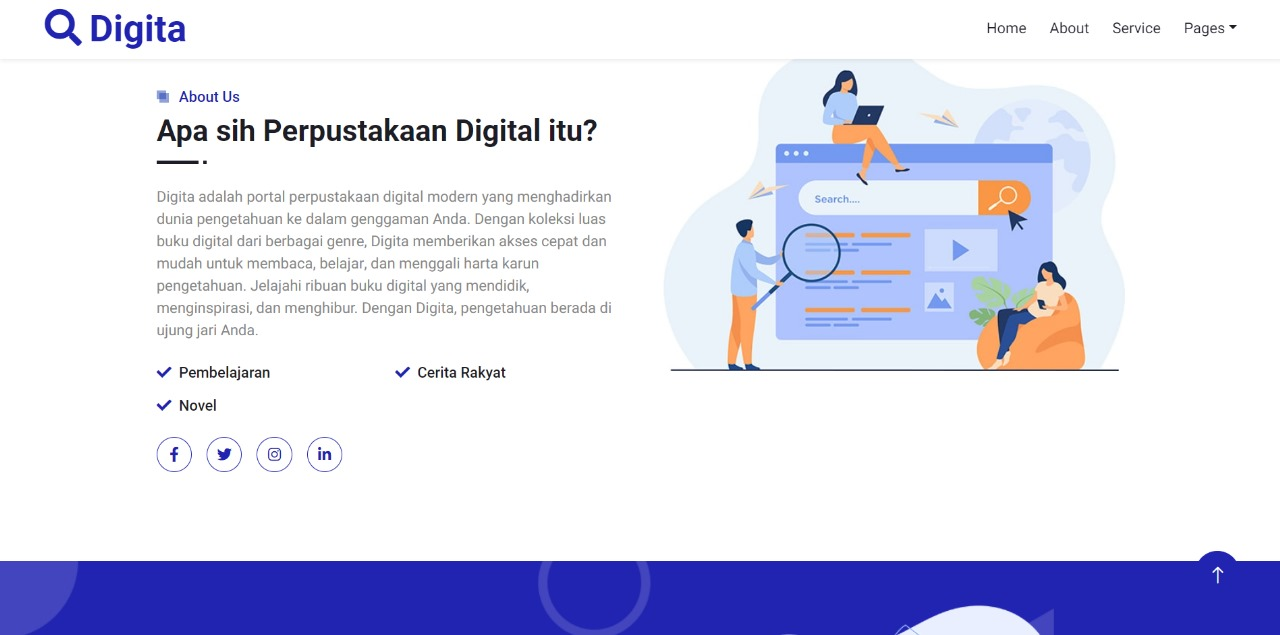 Digita
Home About Service Pages
About Us
Apa sih Perpustakaan Digital itu?
Digita adalah portal perpustakaan digital modern yang menghadirkan
dunia pengetahuan ke dalam genggaman Anda. Dengan koleksi luas
buku digital dari berbagai genre, Digita memberikan akses cepat dan
mudah untuk membaca, belajar, dan menggali harta karun
pengetahuan. Jelajahi ribuan buku digital yang mendidik,
menginspirasi, dan menghibur. Dengan Digita, pengetahuan berada di
ujung jari Anda.
Pembelajaran Cerita Rakyat
Novel
Search....